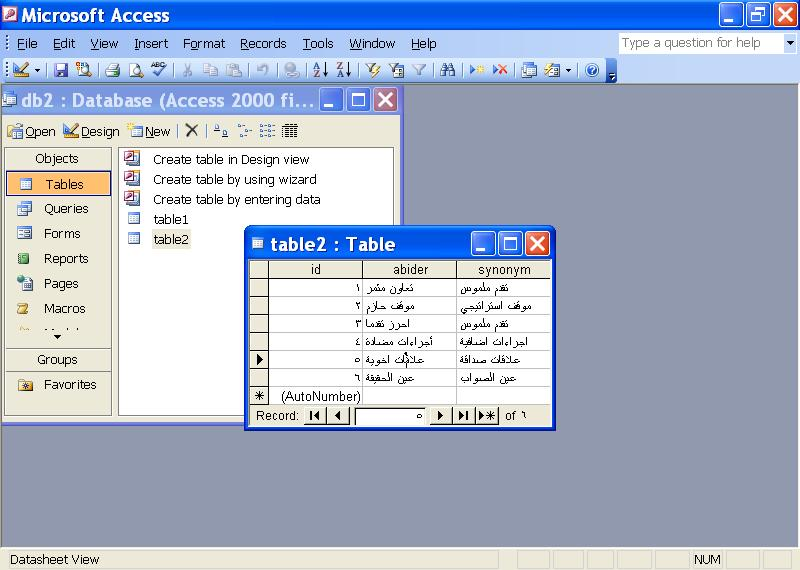 Microsoft Access
File Edit View Insert Format Records Tools Window Help
Type a question for help
db2 : Database (Access 2000 fi...
Open Design New
Objects
Tables
Queries
Forms
Reports
Pages
Macros
Groups
Favorites
Create table in Design view
Create table by using wizard
Create table by entering data
table1
table2
table2 : Table
id abider synonym
١ تعاون مثمر تقدم ملموس
٢ موقف حازم موقف استراتيجي
٣ احرز تقدما تقدم ملموس
٤ أجراءات مضادة اجراءات اضافية
٥ علاقات اخوية علاقات صداقة
٦ عين الحقيقة عين الصواب
(AutoNumber)
Record: ٥ of ٦
Datasheet View NUM